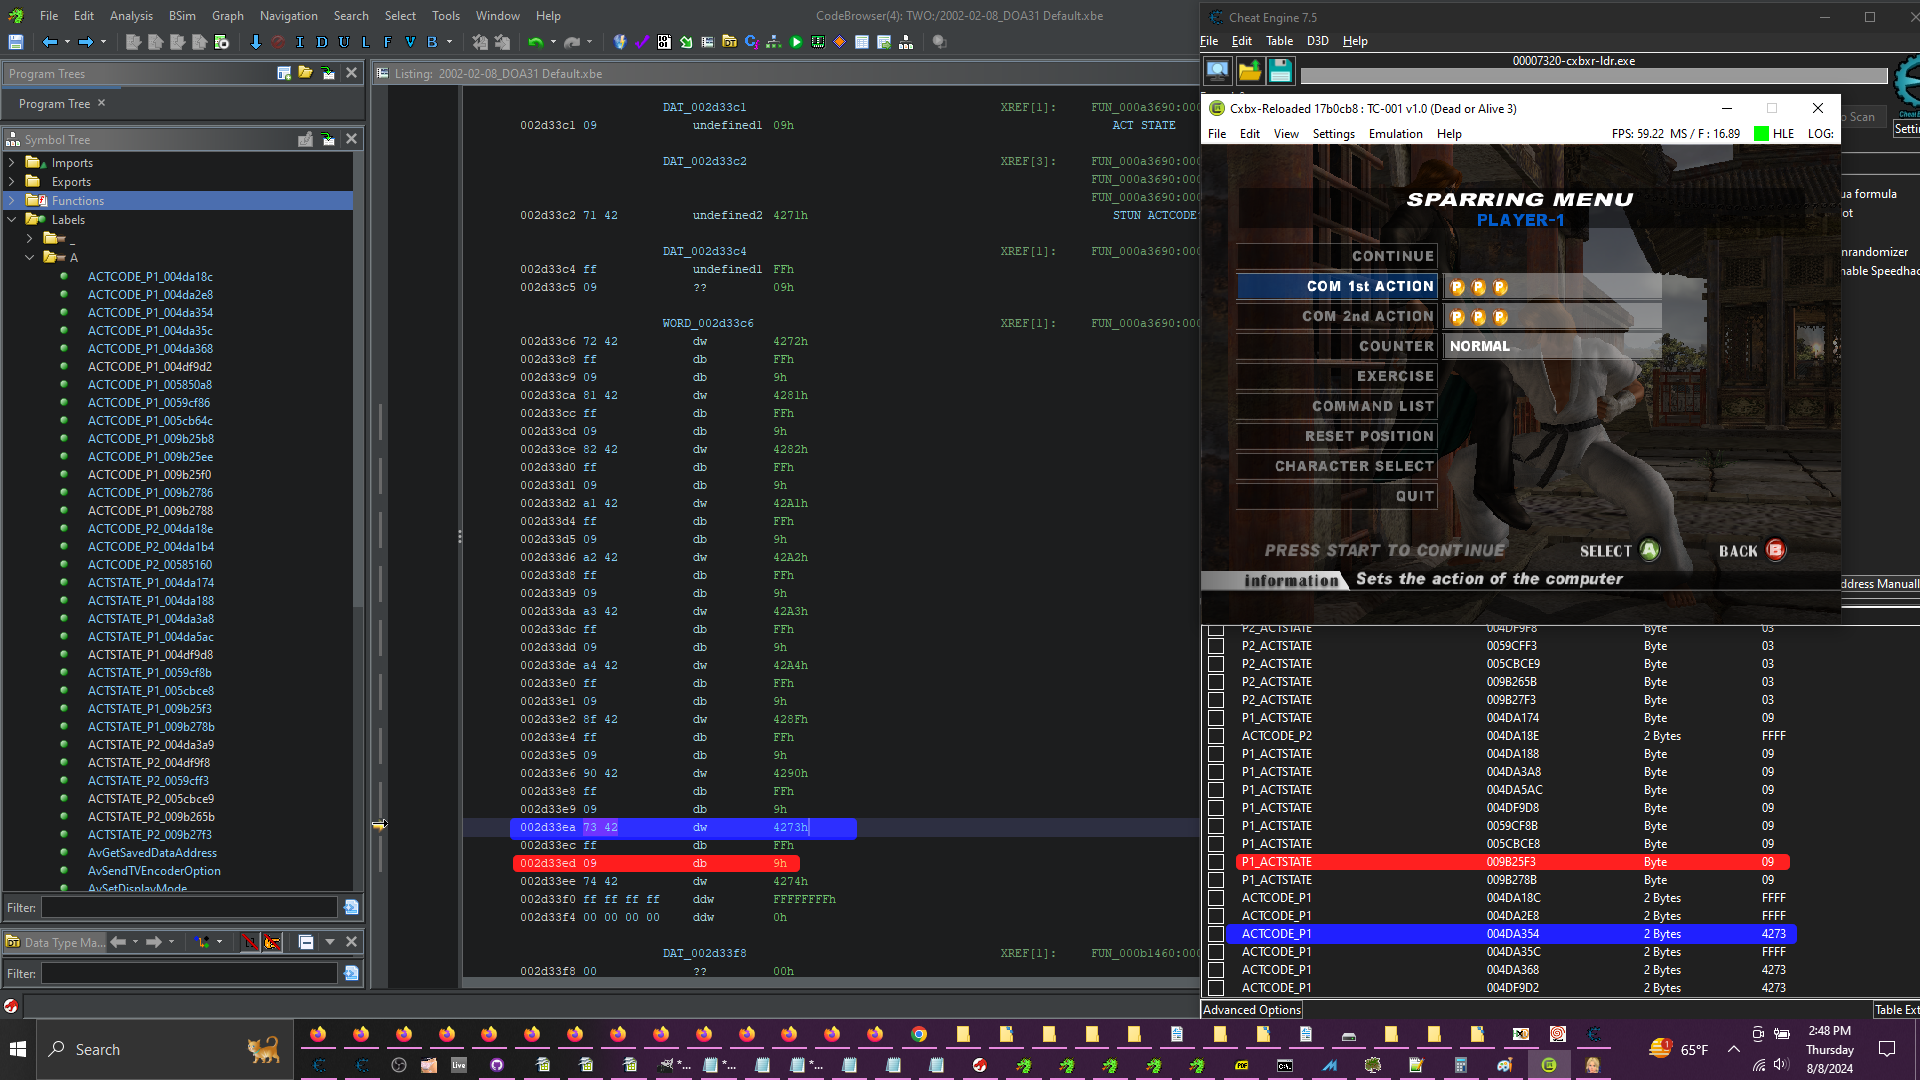 File Edit Analysis BSim Graph Navigation Search Select Tools Window Help
CodeBrowser(4): TWO:/2002-02-08_DOA31 Default.xbe
I D U L F V B
Program Trees
Program Tree
Symbol Tree
Imports
Exports
Functions
Labels
_
A
ACTCODE_P1_004da18c
ACTCODE_P1_004da2e8
ACTCODE_P1_004da354
ACTCODE_P1_004da35c
ACTCODE_P1_004da368
ACTCODE_P1_004df9d2
ACTCODE_P1_005850a8
ACTCODE_P1_0059cf86
ACTCODE_P1_005cb64c
ACTCODE_P1_009b25b8
ACTCODE_P1_009b25ee
ACTCODE_P1_009b25f0
ACTCODE_P1_009b2786
ACTCODE_P1_009b2788
ACTCODE_P2_004da18e
ACTCODE_P2_004da1b4
ACTCODE_P2_00585160
ACTSTATE_P1_004da174
ACTSTATE_P1_004da188
ACTSTATE_P1_004da3a8
ACTSTATE_P1_004da5ac
ACTSTATE_P1_004df9d8
ACTSTATE_P1_0059cf8b
ACTSTATE_P1_005cbce8
ACTSTATE_P1_009b25f3
ACTSTATE_P1_009b278b
ACTSTATE_P2_004da3a9
ACTSTATE_P2_004df9f8
ACTSTATE_P2_0059cff3
ACTSTATE_P2_005cbce9
ACTSTATE_P2_009b265b
ACTSTATE_P2_009b27f3
AvGetSavedDataAddress
AvSendTVEncoderOption
AvSetDisplayMode
Filter:
Data Type Ma...
Filter:
Listing: 2002-02-08_DOA31 Default.xbe
DAT_002d33c1 XREF[1]: FUN_000a3690:000
002d33c1 09 undefined1 09h ACT STATE
DAT_002d33c2 XREF[3]: FUN_000a3690:000
FUN_000a3690:000
FUN_000a3690:000
002d33c2 71 42 undefined2 4271h STUN ACTCODE
DAT_002d33c4 XREF[1]: FUN_000a3690:000
002d33c4 ff undefined1 FFh
002d33c5 09 ?? 09h
WORD_002d33c6 XREF[1]: FUN_000a3690:000
002d33c6 72 42 dw 4272h
002d33c8 ff db FFh
002d33c9 09 db 9h
002d33ca 81 42 dw 4281h
002d33cc ff db FFh
002d33cd 09 db 9h
002d33ce 82 42 dw 4282h
002d33d0 ff db FFh
002d33d1 09 db 9h
002d33d2 a1 42 dw 42A1h
002d33d4 ff db FFh
002d33d5 09 db 9h
002d33d6 a2 42 dw 42A2h
002d33d8 ff db FFh
002d33d9 09 db 9h
002d33da a3 42 dw 42A3h
002d33dc ff db FFh
002d33dd 09 db 9h
002d33de a4 42 dw 42A4h
002d33e0 ff db FFh
002d33e1 09 db 9h
002d33e2 8f 42 dw 428Fh
002d33e4 ff db FFh
002d33e5 09 db 9h
002d33e6 90 42 dw 4290h
002d33e8 ff db FFh
002d33e9 09 db 9h
002d33ea 73 42 dw 4273h
002d33ec ff db FFh
002d33ed 09 db 9h
002d33ee 74 42 dw 4274h
002d33f0 ff ff ff ff ddw FFFFFFFFh
002d33f4 00 00 00 00 ddw 0h
DAT_002d33f8 XREF[1]: FUN_000b1460:000
002d33f8 00 ?? 00h
Cheat Engine 7.5
File Edit Table D3D Help
00007320-cxbxr-ldr.exe
Scan
Settin
Cxbx-Reloaded 17b0cb8 : TC-001 v1.0 (Dead or Alive 3)
File Edit View Settings Emulation Help FPS: 59.22 MS / F : 16.89 HLE LOG:
SPARRING MENU
PLAYER-1
CONTINUE
COM 1st ACTION P P P
COM 2nd ACTION P P P
COUNTER NORMAL
EXERCISE
COMMAND LIST
RESET POSITION
CHARACTER SELECT
QUIT
PRESS START TO CONTINUE SELECT A BACK B
information Sets the action of the computer
ua formula
ot
nrandomizer
nable Speedhac
ddress Manuall
P2_ACTSTATE 004DF9F8 Byte 03
P2_ACTSTATE 0059CFF3 Byte 03
P2_ACTSTATE 005CBCE9 Byte 03
P2_ACTSTATE 009B265B Byte 03
P2_ACTSTATE 009B27F3 Byte 03
P1_ACTSTATE 004DA174 Byte 09
ACTCODE_P2 004DA18E 2 Bytes FFFF
P1_ACTSTATE 004DA188 Byte 09
P1_ACTSTATE 004DA3A8 Byte 09
P1_ACTSTATE 004DA5AC Byte 09
P1_ACTSTATE 004DF9D8 Byte 09
P1_ACTSTATE 0059CF8B Byte 09
P1_ACTSTATE 005CBCE8 Byte 09
P1_ACTSTATE 009B25F3 Byte 09
P1_ACTSTATE 009B278B Byte 09
ACTCODE_P1 004DA18C 2 Bytes FFFF
ACTCODE_P1 004DA2E8 2 Bytes FFFF
ACTCODE_P1 004DA354 2 Bytes 4273
ACTCODE_P1 004DA35C 2 Bytes FFFF
ACTCODE_P1 004DA368 2 Bytes 4273
ACTCODE_P1 004DF9D2 2 Bytes 4273
Advanced Options
Table Ext
Search
65°F
2:48 PM
Thursday
8/8/2024